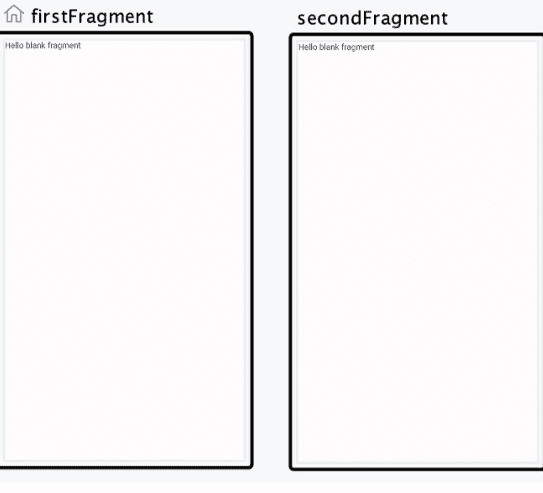 firstFragment
secondFragment
Hello blank fragment
Hello blank fragment